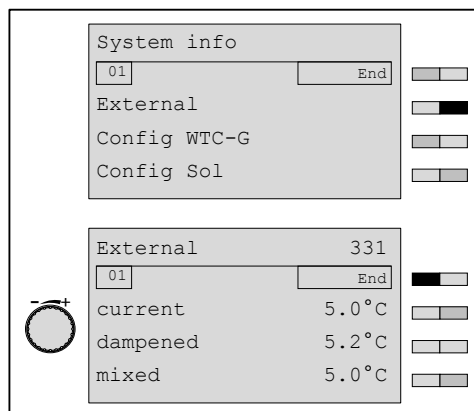 System info
01 End
External
Config WTC-G
Config Sol
External 331
01 End
- +
current 5.0°C
dampened 5.2°C
mixed 5.0°C